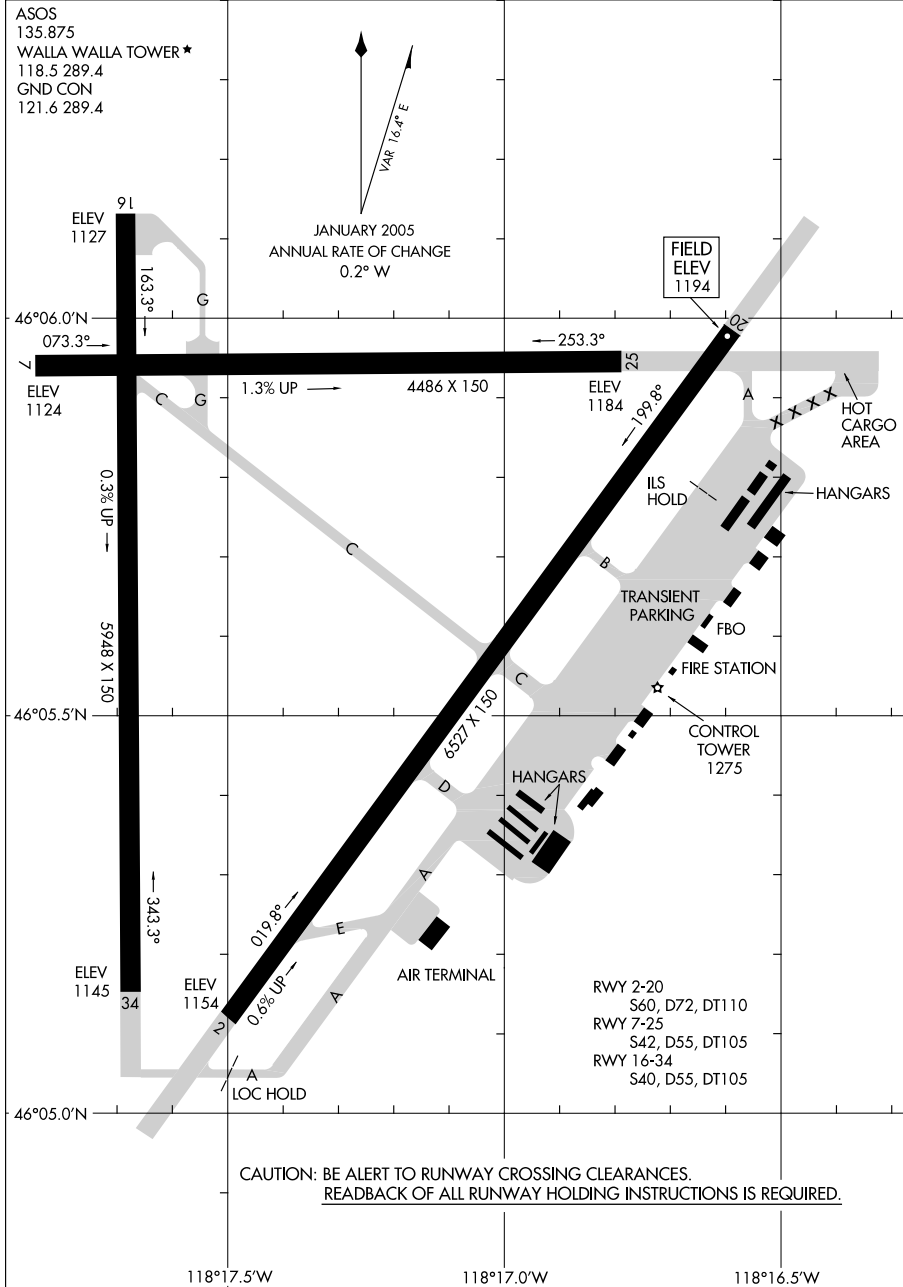 ASOS
135.875
WALLA WALLA TOWER ★
118.5 289.4
GND CON
121.6 289.4
VAR 16.4° E
JANUARY 2005
ANNUAL RATE OF CHANGE
0.2° W
16
ELEV
1127
163.3°
G
FIELD
ELEV
1194
20
46°06.0'N
073.3°
253.3°
7
25
ELEV
1124
1.3% UP
4486 X 150
ELEV
1184
C
G
A
199.8°
HOT
CARGO
AREA
X X X X
0.3% UP
ILS
HOLD
HANGARS
C
B
TRANSIENT
PARKING
FBO
5948 X 150
FIRE STATION
C
46°05.5'N
6527 X 150
CONTROL
TOWER
1275
D
HANGARS
A
343.3°
019.8°
E
AIR TERMINAL
ELEV
1145
34
ELEV
1154
0.6% UP
A
2
RWY 2-20
S60, D72, DT110
RWY 7-25
S42, D55, DT105
RWY 16-34
S40, D55, DT105
A
LOC HOLD
46°05.0'N
CAUTION: BE ALERT TO RUNWAY CROSSING CLEARANCES.
READBACK OF ALL RUNWAY HOLDING INSTRUCTIONS IS REQUIRED.
118°17.5'W
118°17.0'W
118°16.5'W